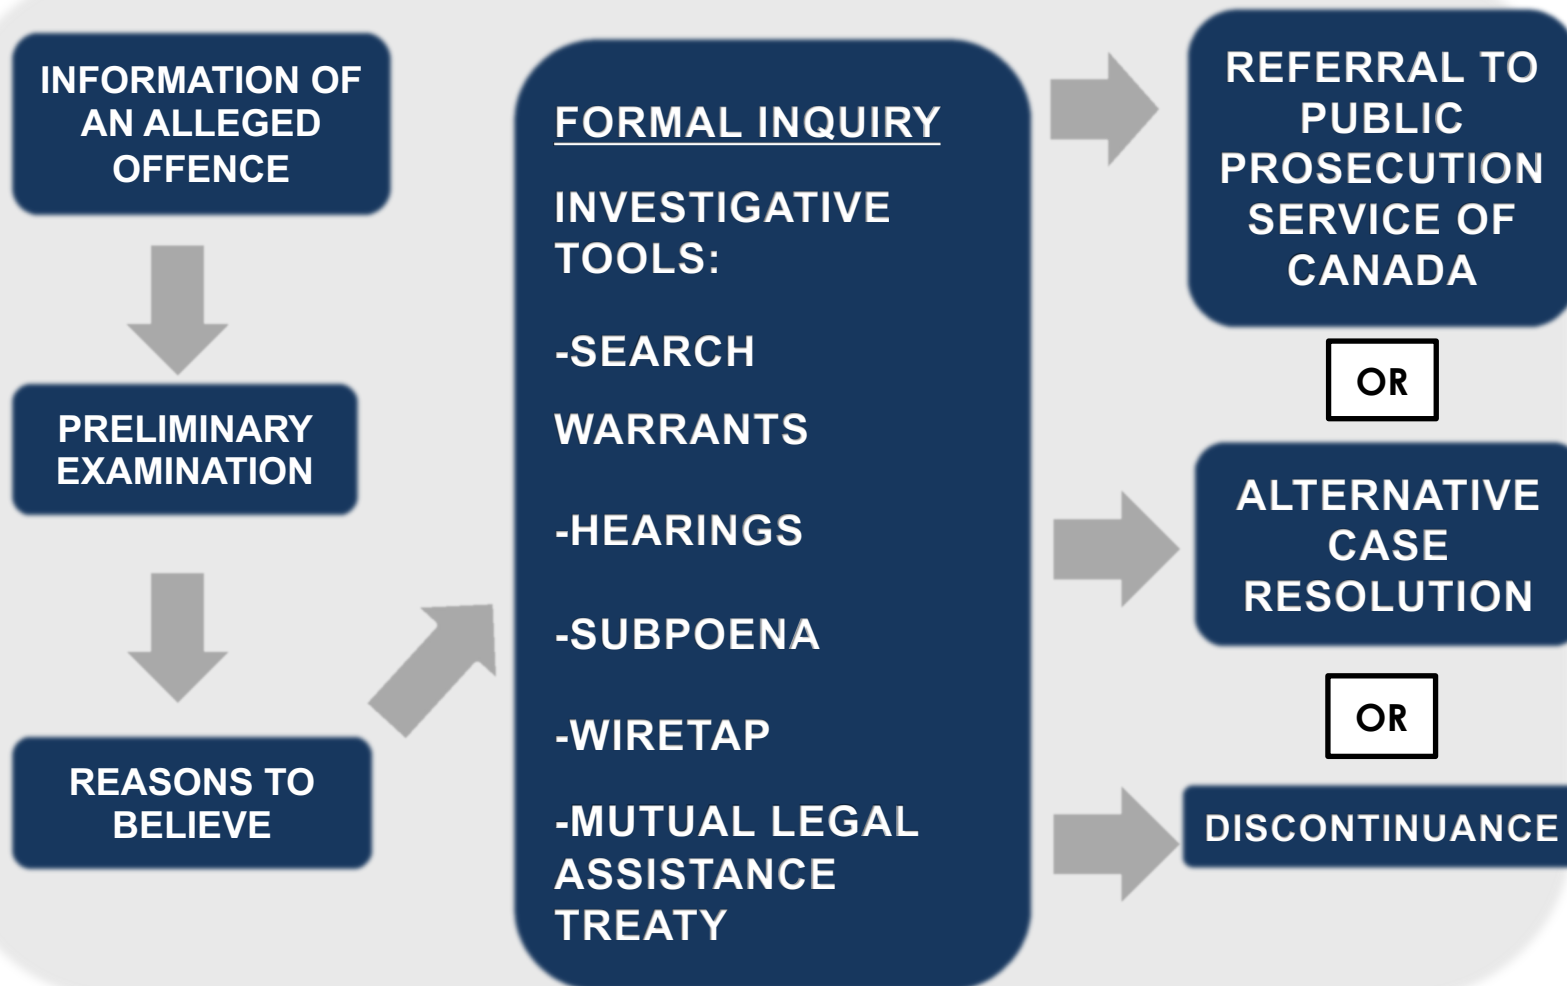 INFORMATION OF
AN ALLEGED
OFFENCE
PRELIMINARY
EXAMINATION
REASONS TO
BELIEVE
FORMAL INQUIRY
INVESTIGATIVE
TOOLS:
-SEARCH
WARRANTS
-HEARINGS
-SUBPOENA
-WIRETAP
-MUTUAL LEGAL
ASSISTANCE
TREATY
REFERRAL TO
PUBLIC
PROSECUTION
SERVICE OF
CANADA
OR
ALTERNATIVE
CASE
RESOLUTION
OR
DISCONTINUANCE